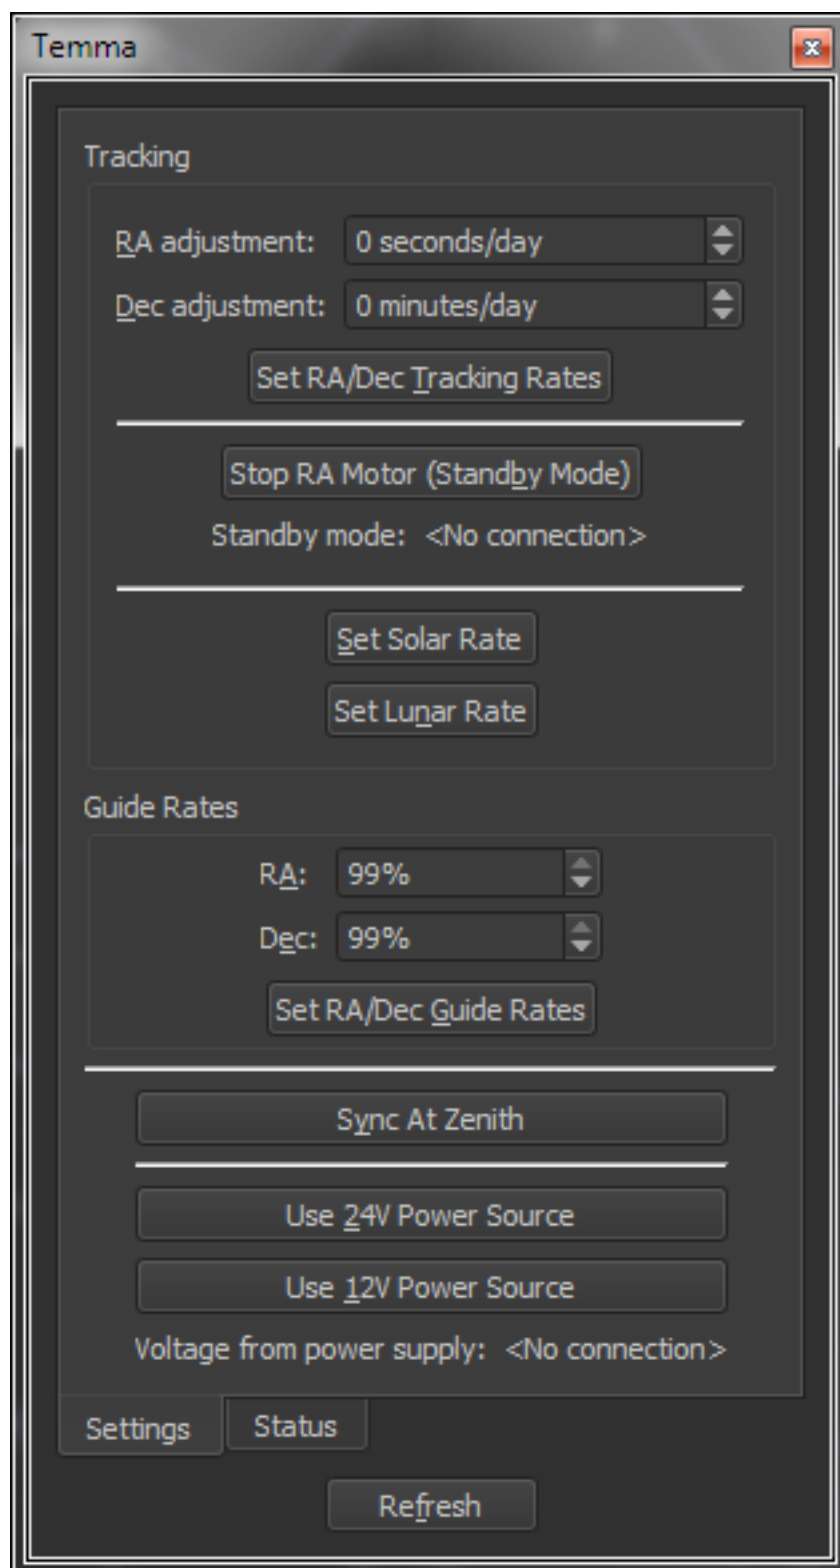 Temma
Tracking
RA adjustment: 0 seconds/day
Dec adjustment: 0 minutes/day
Set RA/Dec Tracking Rates
Stop RA Motor (Standby Mode)
Standby mode: <No connection>
Set Solar Rate
Set Lunar Rate
Guide Rates
RA: 99%
Dec: 99%
Set RA/Dec Guide Rates
Sync At Zenith
Use 24V Power Source
Use 12V Power Source
Voltage from power supply: <No connection>
Settings Status
Refresh